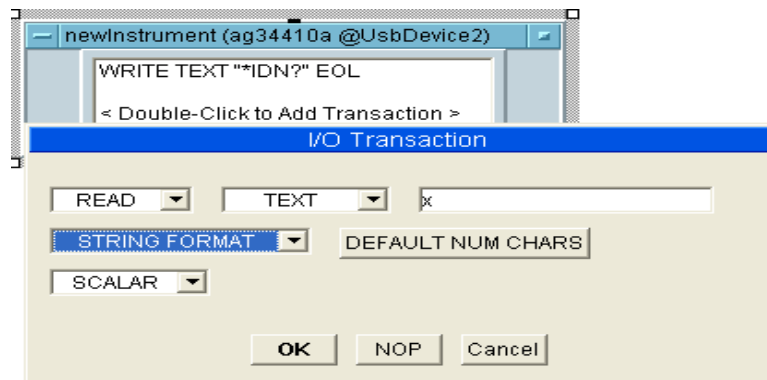 newInstrument (ag34410a @UsbDevice2)
WRITE TEXT "*IDN?" EOL
< Double-Click to Add Transaction >
I/O Transaction
READ TEXT x
STRING FORMAT DEFAULT NUM CHARS
SCALAR
OK NOP Cancel